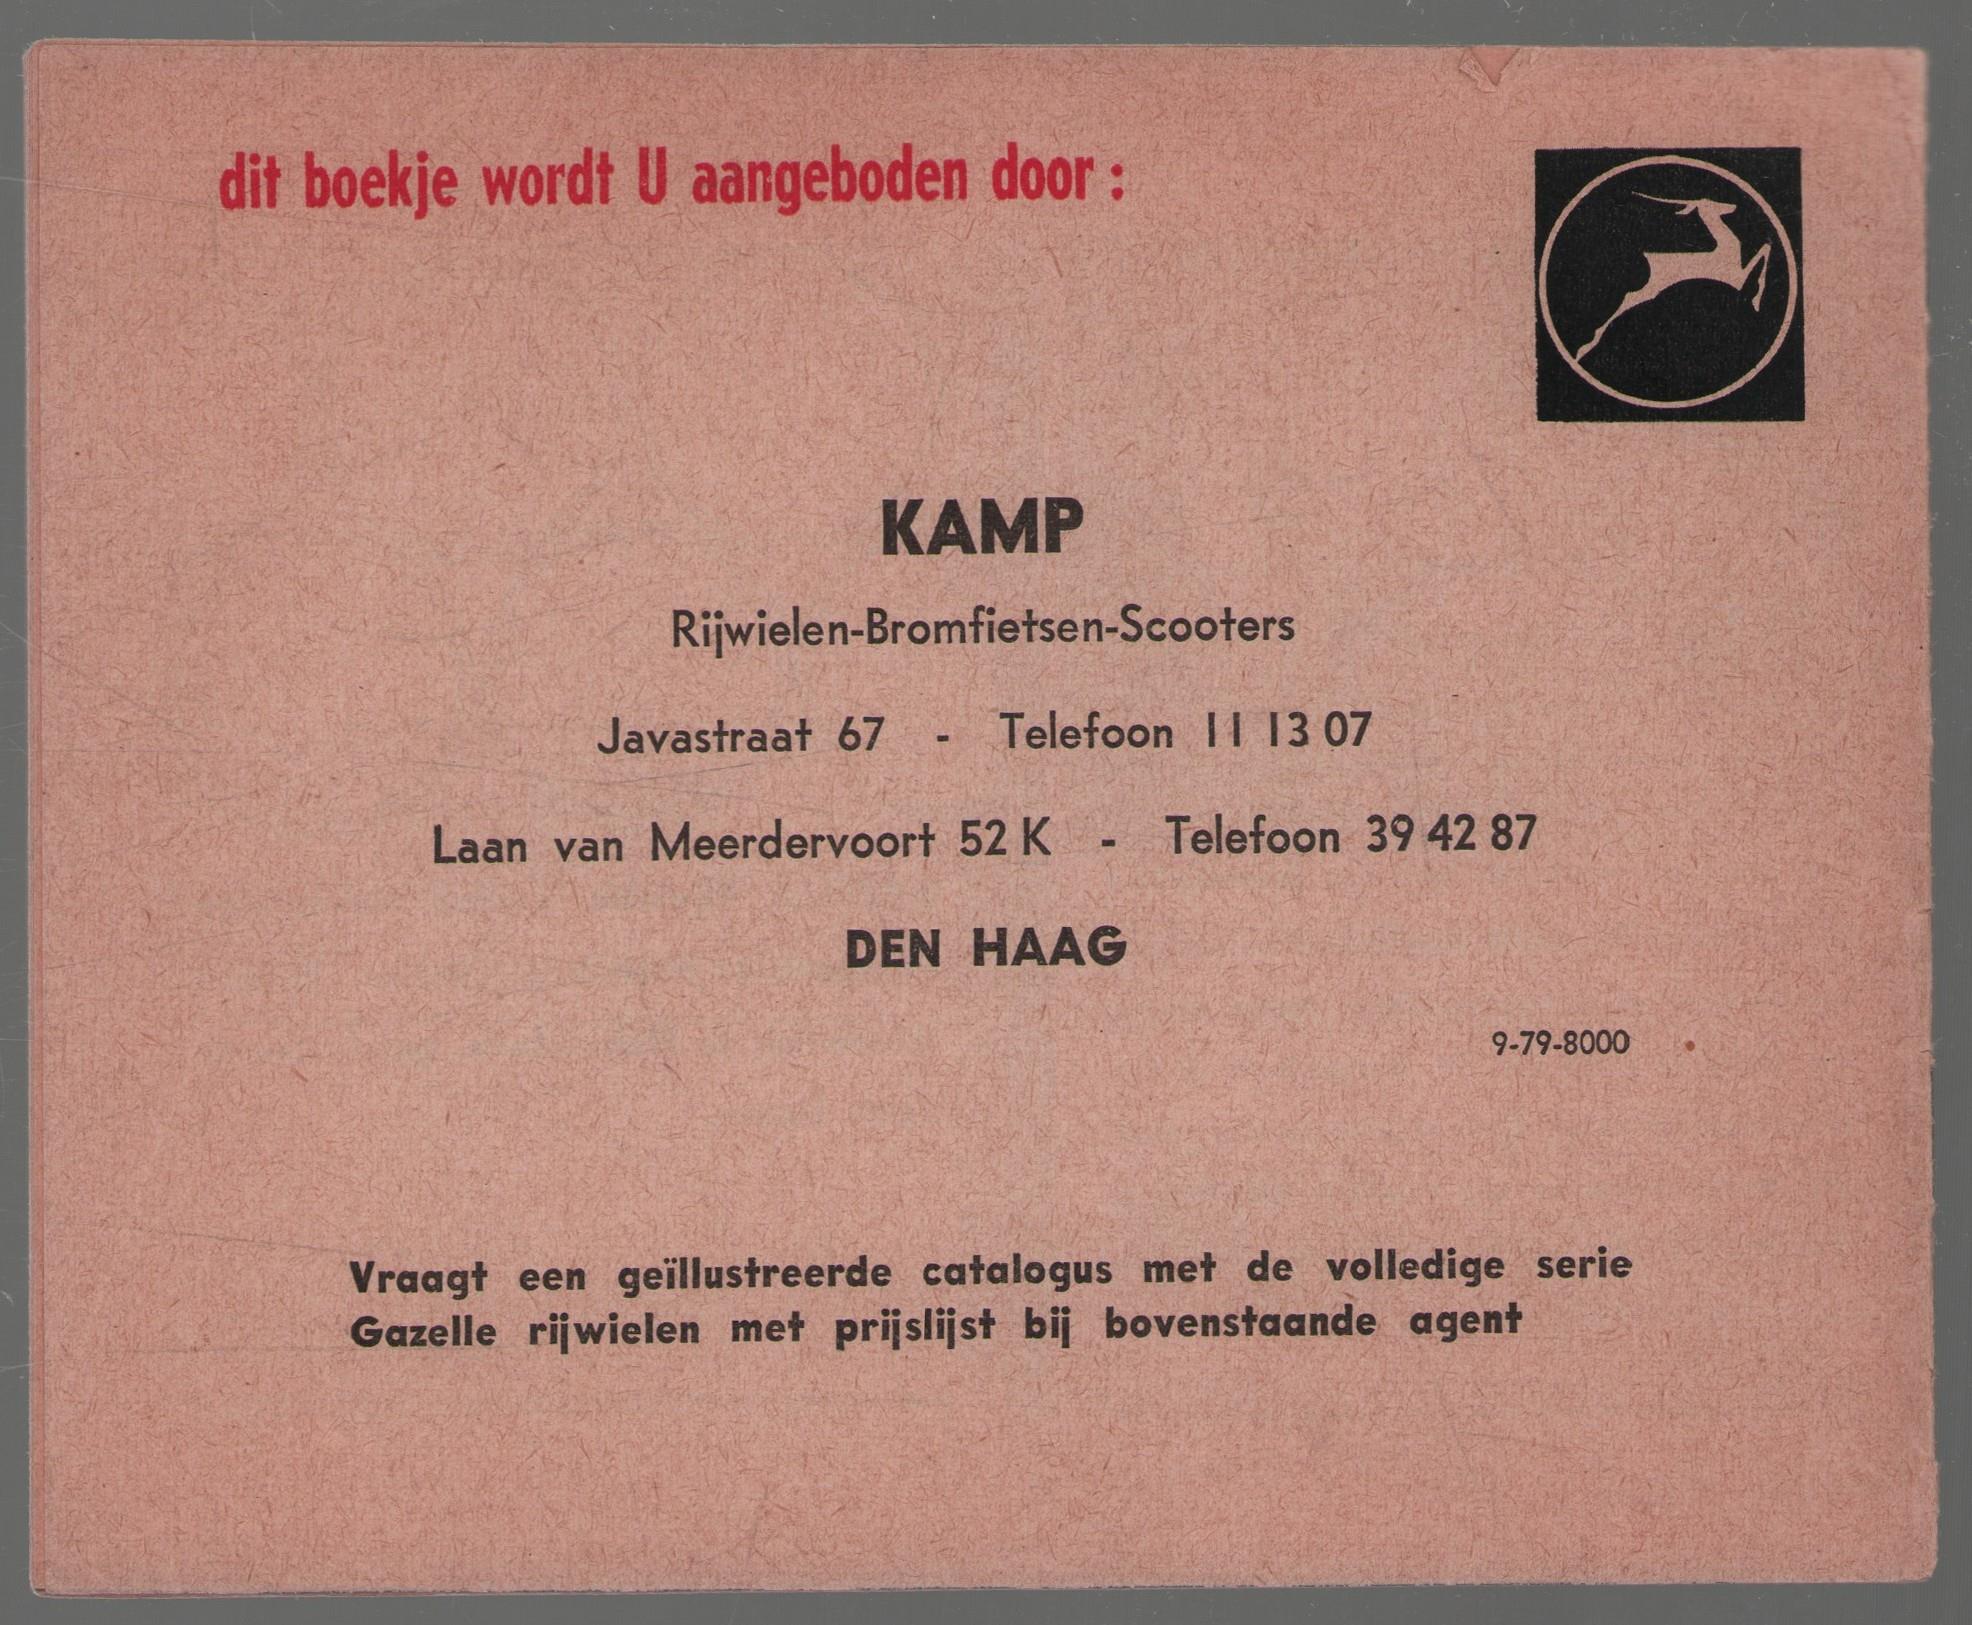 dit boekje wordt U aangeboden door :
KAMP
Rijwielen-Bromfietsen-Scooters
Javastraat 67 - Telefoon 11 13 07
Laan van Meerdervoort 52 K - Telefoon 39 42 87
DEN HAAG
9-79-8000
Vraagt een geïllustreerde catalogus met de volledige serie
Gazelle rijwielen met prijslijst bij bovenstaande agent